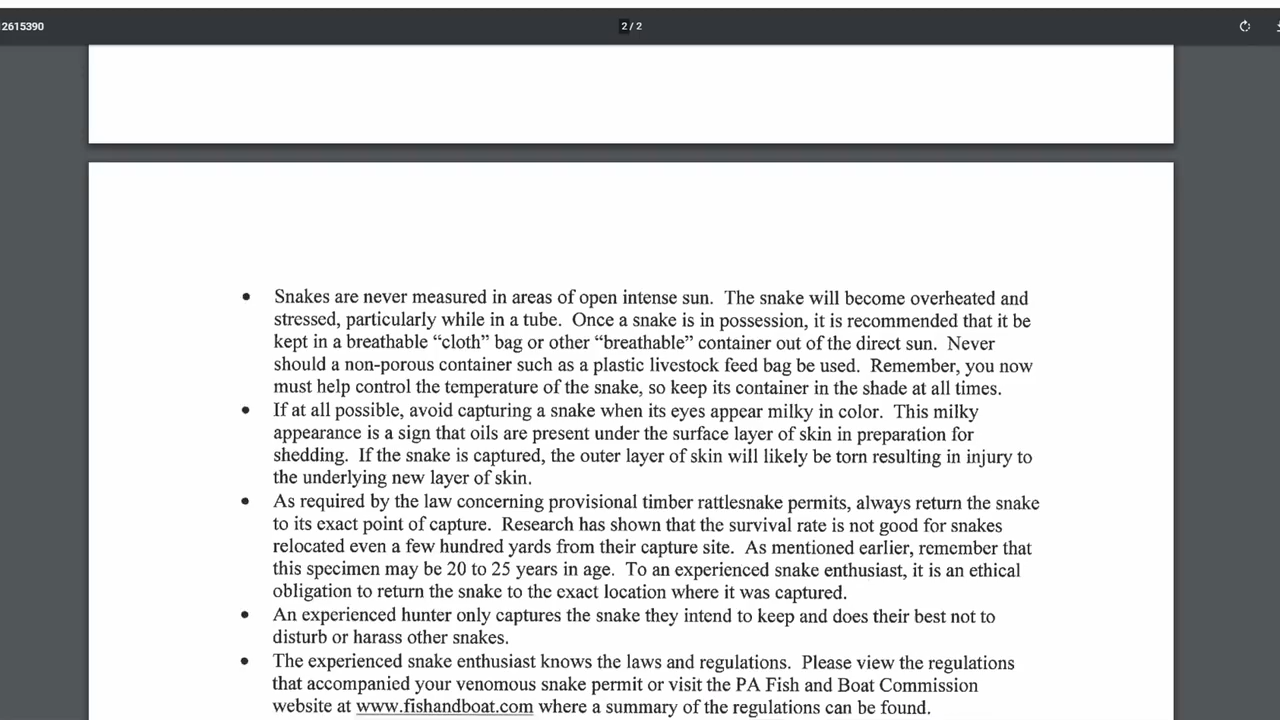 2615390
2 / 2
• Snakes are never measured in areas of open intense sun. The snake will become overheated and
stressed, particularly while in a tube. Once a snake is in possession, it is recommended that it be
kept in a breathable “cloth” bag or other “breathable” container out of the direct sun. Never
should a non-porous container such as a plastic livestock feed bag be used. Remember, you now
must help control the temperature of the snake, so keep its container in the shade at all times.
• If at all possible, avoid capturing a snake when its eyes appear milky in color. This milky
appearance is a sign that oils are present under the surface layer of skin in preparation for
shedding. If the snake is captured, the outer layer of skin will likely be torn resulting in injury to
the underlying new layer of skin.
• As required by the law concerning provisional timber rattlesnake permits, always return the snake
to its exact point of capture. Research has shown that the survival rate is not good for snakes
relocated even a few hundred yards from their capture site. As mentioned earlier, remember that
this specimen may be 20 to 25 years in age. To an experienced snake enthusiast, it is an ethical
obligation to return the snake to the exact location where it was captured.
• An experienced hunter only captures the snake they intend to keep and does their best not to
disturb or harass other snakes.
• The experienced snake enthusiast knows the laws and regulations. Please view the regulations
that accompanied your venomous snake permit or visit the PA Fish and Boat Commission
website at www.fishandboat.com where a summary of the regulations can be found.